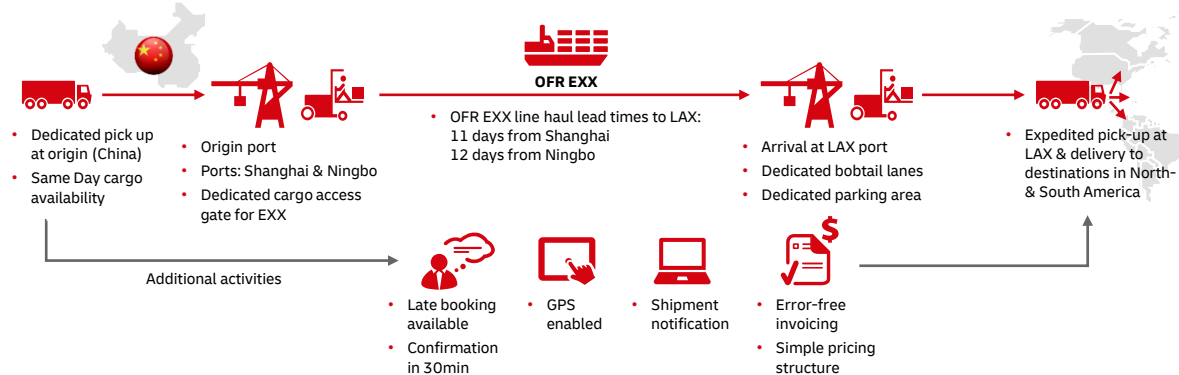 OFR EXX
• Dedicated pick up
at origin (China)
• Same Day cargo
availability
• Origin port
• Ports: Shanghai & Ningbo
• Dedicated cargo access
gate for EXX
• OFR EXX line haul lead times to LAX:
11 days from Shanghai
12 days from Ningbo
• Arrival at LAX port
• Dedicated bobtail lanes
• Dedicated parking area
• Expedited pick-up at
LAX & delivery to
destinations in North-
& South America
Additional activities
• Late booking
available
• Confirmation
in 30min
• GPS
enabled
• Shipment
notification
$
• Error-free
invoicing
• Simple pricing
structure